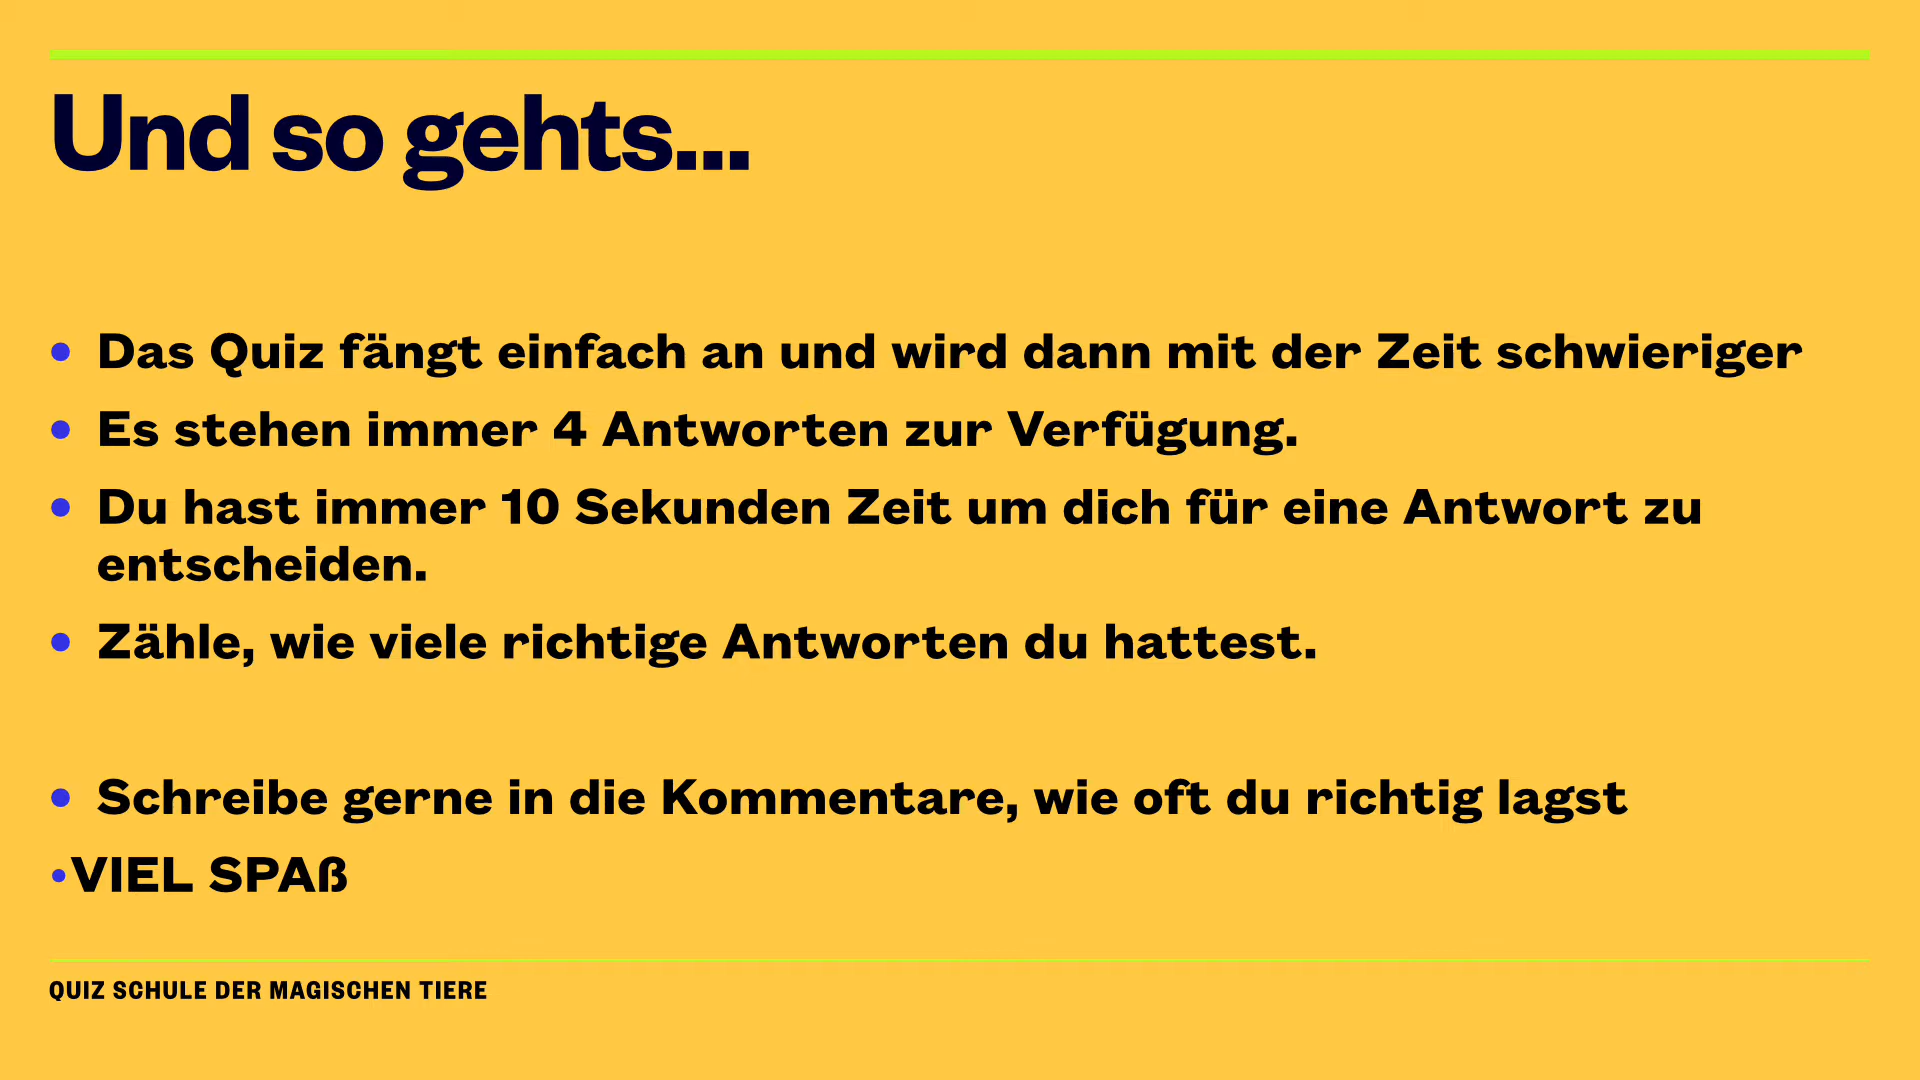 Und so gehts...
• Das Quiz fängt einfach an und wird dann mit der Zeit schwieriger
• Es stehen immer 4 Antworten zur Verfügung.
• Du hast immer 10 Sekunden Zeit um dich für eine Antwort zu
entscheiden.
• Zähle, wie viele richtige Antworten du hattest.
• Schreibe gerne in die Kommentare, wie oft du richtig lagst
• VIEL SPAß
QUIZ SCHULE DER MAGISCHEN TIERE